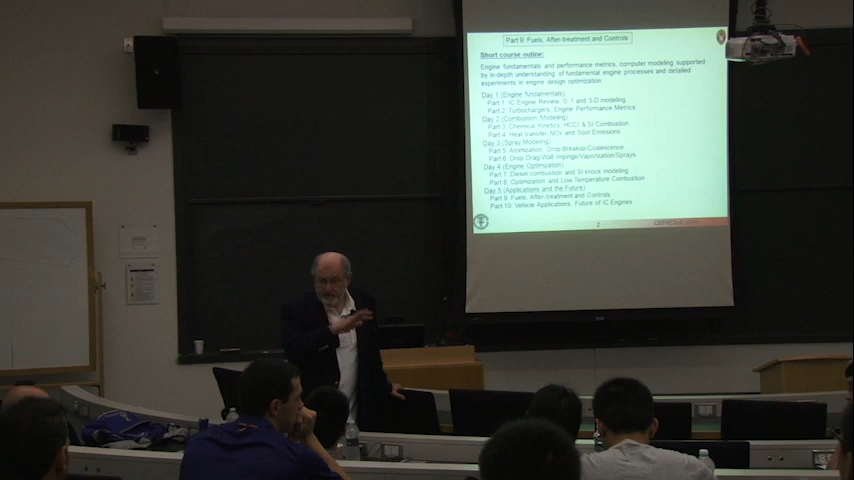 Part 9: Fuels, After-treatment and Controls
Short course outine:
Engine fundamentals and performance metrics, computer modeling supported
by in-depth understanding of fundamental engine processes and detailed
experiments in engine design optimization
Day 1 (Engine fundamentals)
Part 1: IC Engine Review, 0, 1 and 3-D modeling
Part 2: Turbochargers, Engine Performance Metrics
Day 2 (Combustion Modeling)
Part 3: Chemical Kinetics, HCCI & SI Combustion
Part 4: Heat transfer, NOx and Soot Emissions
Day 3 (Spray Modeling)
Part 5: Atomization, Drop Breakup/Coalescence
Part 6: Drop Drag/Wall Impinge/Vaporization/Sprays
Day 4 (Engine Optimization)
Part 7: Diesel combustion and SI knock modeling
Part 8: Optimization and Low Temperature Combustion
Day 5 (Applications and the Future)
Part 9: Fuels, After-treatment and Controls
Part 10: Vehicle Applications, Future of IC Engines
2